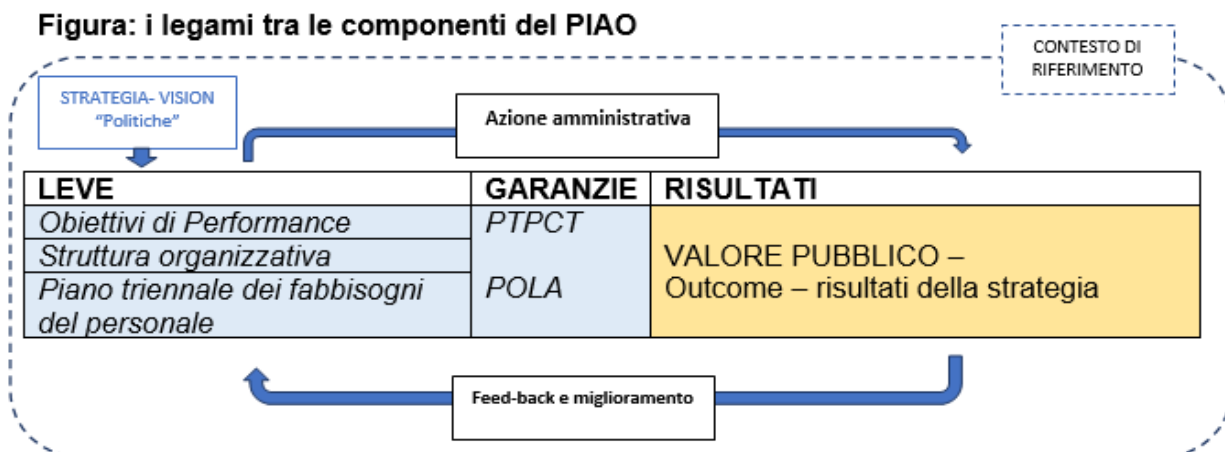 Figura: i legami tra le componenti del PIAO
CONTESTO DI
RIFERIMENTO
STRATEGIA- VISION
“Politiche”
Azione amministrativa
LEVE GARANZIE RISULTATI
Obiettivi di Performance PTPCT
Struttura organizzativa
VALORE PUBBLICO –
Piano triennale dei fabbisogni
del personale
POLA
Outcome – risultati della strategia
Feed-back e miglioramento